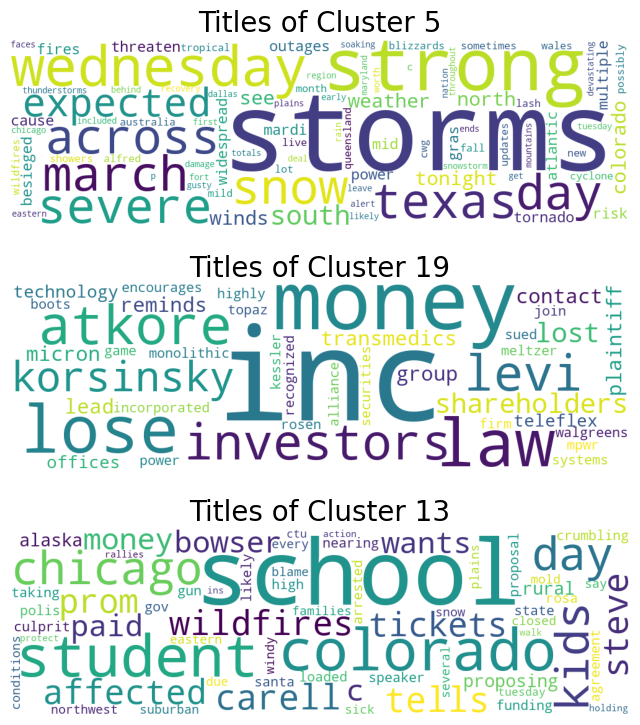 Titles of Cluster 5
faces fires threaten tropical outages soaking blizzards sometimes wales
wednesday strong
thunderstorms behind dallas region c
expected see month weather north throughout maryland nation lash multiple devastating possibly
chicago included australia first plains early
cause across widespread mardi live mid queensland rain gras cwg ends fall updates mountains atlantic new tuesday colorado
besieged wildfires storms
showers alfred totals deal snowstorm cyclone
march damage lot power texas day
p fort snow leave tonight get
severe gusty mild alert
eastern winds south likely tornado risk
Titles of Cluster 19
technology encourages highly money contact
boots reminds topaz join
atkore transmedics sued lost plaintiff
micron game monolithic inc meltzer
korsinsky kessler recognized alliance securities group levi
lead incorporated shareholders
lose rosen firm teleflex
investors law walgreens
mpwr
offices power systems
Titles of Cluster 13
alaska money bowser ctu action nearing wants crumbling
rallies every day
chicago school likely blame plains proposal mold say
taking high arrested rural
polis prom gov gun ins families snow state rosa
culprit paid wildfires tickets closed kids steve
protect eastern walk agreement
student windy colorado
conditions due santa loaded speaker several proposing
affected carell c tells tuesday
northwest suburban sick funding holding